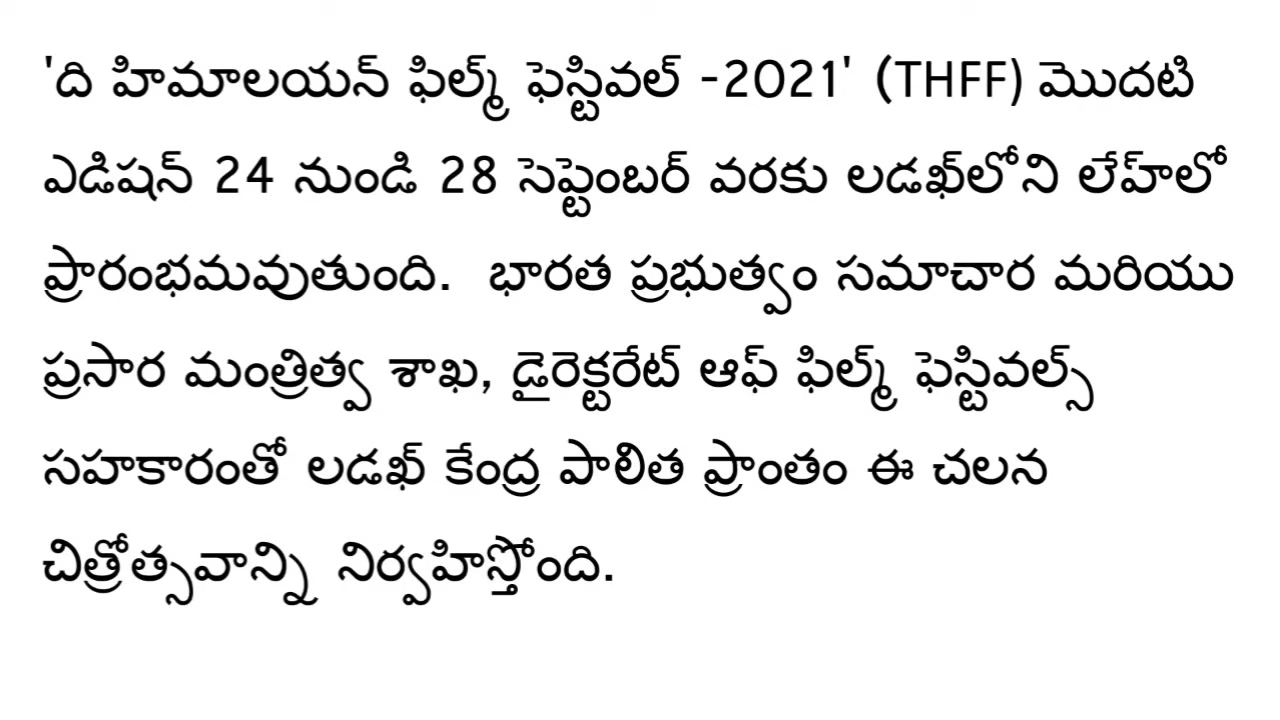 'ది హిమాలయన్ ఫిల్మ్ ఫెస్టివల్ -2021' (THFF) మొదటి
ఎడిషన్ 24 నుండి 28 సెప్టెంబర్ వరకు లడఖ్‌లోని లేహ్‌లో
ప్రారంభమవుతుంది.  భారత ప్రభుత్వం సమాచార మరియు
ప్రసార మంత్రిత్వ శాఖ, డైరెక్టరేట్ ఆఫ్ ఫిల్మ్ ఫెస్టివల్స్
సహకారంతో లడఖ్ కేంద్ర పాలిత ప్రాంతం ఈ చలన
చిత్రోత్సవాన్ని నిర్వహిస్తోంది.